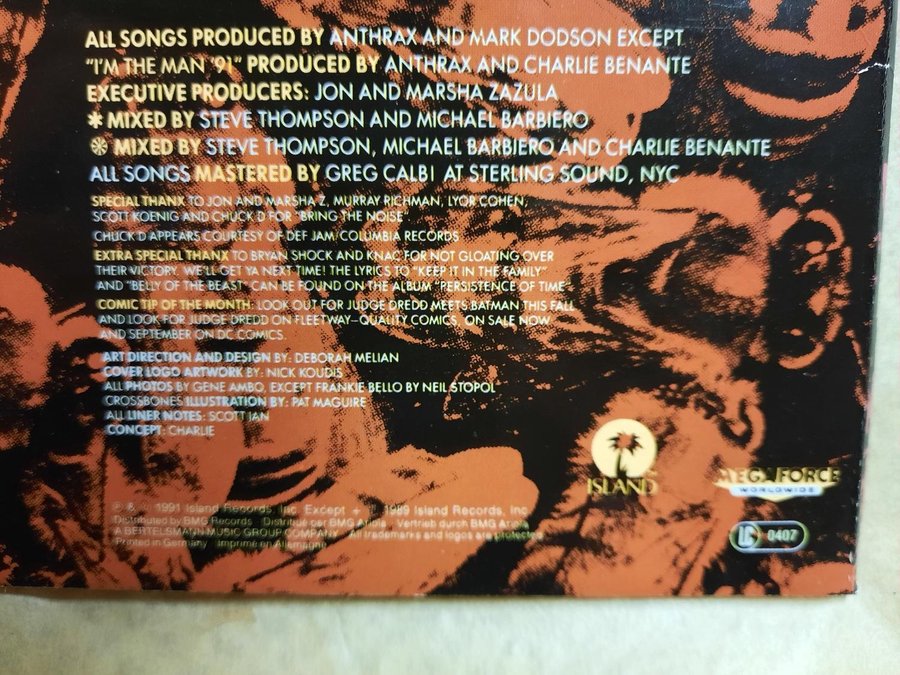 ALL SONGS PRODUCED BY ANTHRAX AND MARK DODSON EXCEPT
"I'M THE MAN '91" PRODUCED BY ANTHRAX AND CHARLIE BENANTE
EXECUTIVE PRODUCERS: JON AND MARSHA ZAZULA
* MIXED BY STEVE THOMPSON AND MICHAEL BARBIERO
❊ MIXED BY STEVE THOMPSON, MICHAEL BARBIERO AND CHARLIE BENANTE
ALL SONGS MASTERED BY GREG CALBI AT STERLING SOUND, NYC
SPECIAL THANX TO JON AND MARSHA Z, MURRAY RICHMAN, LYOR COHEN,
SCOTT KOENIG AND CHUCK D FOR "BRING THE NOISE"
CHUCK D APPEARS COURTESY OF DEF JAM/COLUMBIA RECORDS
EXTRA SPECIAL THANX TO BRYAN SHOCK AND KNAC FOR NOT GLOATING OVER
THEIR VICTORY. WE'LL GET YA NEXT TIME! THE LYRICS TO "KEEP IT IN THE FAMILY"
AND "BELLY OF THE BEAST" CAN BE FOUND ON THE ALBUM "PERSISTENCE OF TIME"
COMIC TIP OF THE MONTH: LOOK OUT FOR JUDGE DREDD MEETS BATMAN THIS FALL
AND LOOK FOR JUDGE DREDD ON FLEETWAY-QUALITY COMICS, ON SALE NOW
AND SEPTEMBER ON DC COMICS.
ART DIRECTION AND DESIGN BY: DEBORAH MELIAN
COVER LOGO ARTWORK BY: NICK KOUDIS
ALL PHOTOS BY GENE AMBO, EXCEPT FRANKIE BELLO BY NEIL STOPOL
CROSSBONES ILLUSTRATION BY: PAT MAGUIRE
ALL LINER NOTES: SCOTT IAN
CONCEPT: CHARLIE
ISLAND
MEGAFORCE
WORLDWIDE
℗ & © 1991 Island Records, Inc. Except + ℗ 1989 Island Records, Inc.
Distributed by BMG Records Distribué par BMG Ariola Vertrieb durch BMG Ariola
A BERTELSMANN MUSIC GROUP COMPANY All trademarks and logos are protected
Printed in Germany Imprimé en Allemagne
LC 0407